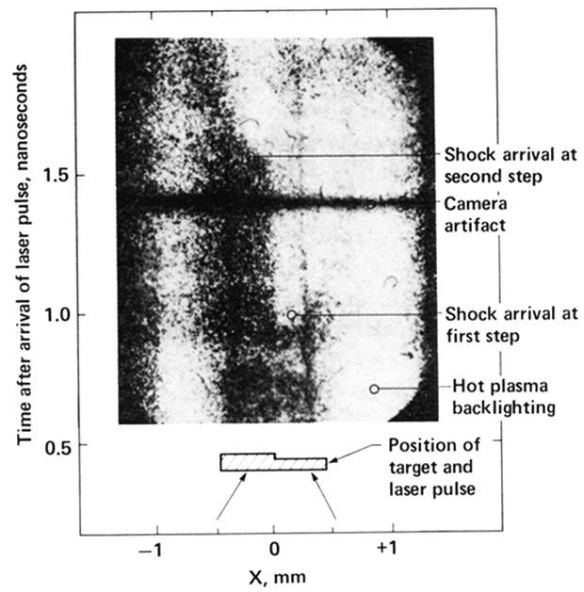 Time after arrival of laser pulse, nanoseconds
1.5
1.0
0.5
Shock arrival at
second step
Camera
artifact
Shock arrival at
first step
Hot plasma
backlighting
Position of
target and
laser pulse
−1
0
+1
X, mm